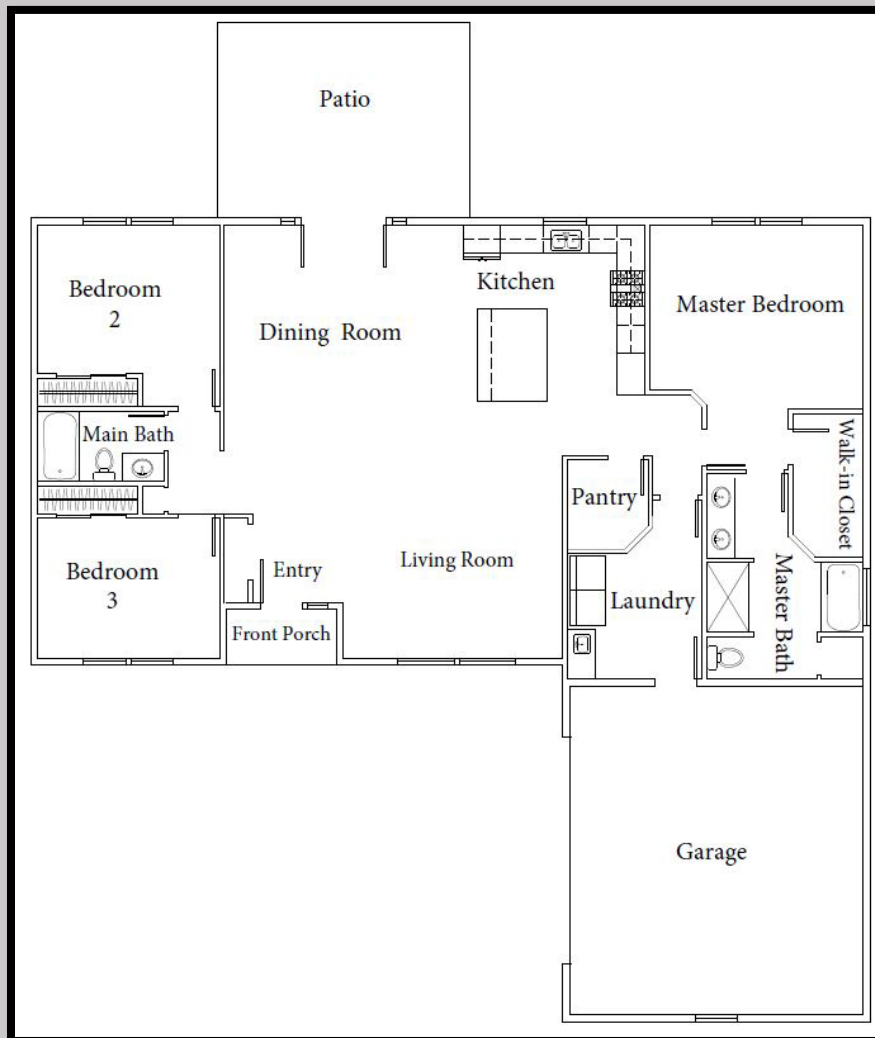 Patio
Bedroom
2
Dining Room
Kitchen
Master Bedroom
Main Bath
Walk-in Closet
Pantry
Bedroom
3
Entry
Living Room
Laundry
Master Bath
Front Porch
Garage